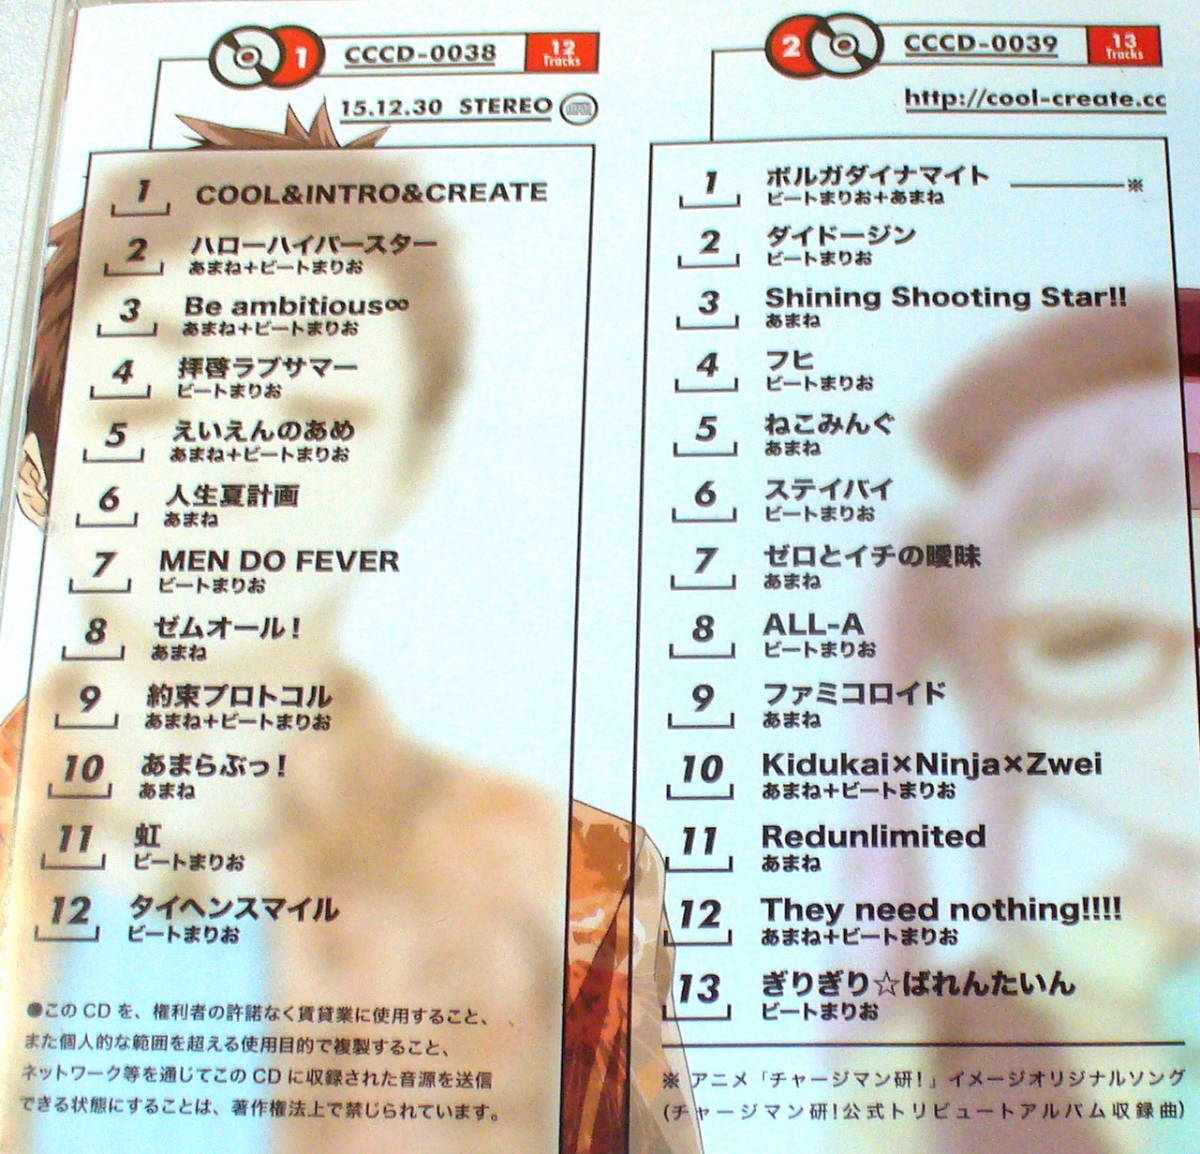 1 CCCD-0038 12 Tracks
15.12.30 STEREO
1 COOL&INTRO&CREATE
2 ハローハイパースター
あまね+ビートまりお
3 Be ambitious∞
あまね+ビートまりお
4 拝啓ラブサマー
ビートまりお
5 えいえんのあめ
あまね+ビートまりお
6 人生夏計画
あまね
7 MEN DO FEVER
ビートまりお
8 ゼムオール！
あまね
9 約束プロトコル
あまね+ビートまりお
10 あまらぶっ！
あまね
11 虹
ビートまりお
12 タイヘンスマイル
ビートまりお
●このCDを、権利者の許諾なく賃貸業に使用すること、
また個人的な範囲を超える使用目的で複製すること、
ネットワーク等を通じてこのCDに収録された音源を送信
できる状態にすることは、著作権法上で禁じられています。
2 CCCD-0039 13 Tracks
http://cool-create.cc
1 ボルガダイナマイト ※
ビートまりお+あまね
2 ダイドージン
ビートまりお
3 Shining Shooting Star!!
あまね
4 フヒ
ビートまりお
5 ねこみんぐ
あまね
6 ステイバイ
ビートまりお
7 ゼロとイチの曖昧
あまね
8 ALL-A
ビートまりお
9 ファミコロイド
あまね
10 Kidukai×Ninja×Zwei
あまね+ビートまりお
11 Redunlimited
あまね
12 They need nothing!!!!
あまね+ビートまりお
13 ぎりぎり☆ばれんたいん
ビートまりお
※ アニメ「チャージマン研！」イメージオリジナルソング
(チャージマン研！公式トリビュートアルバム収録曲)